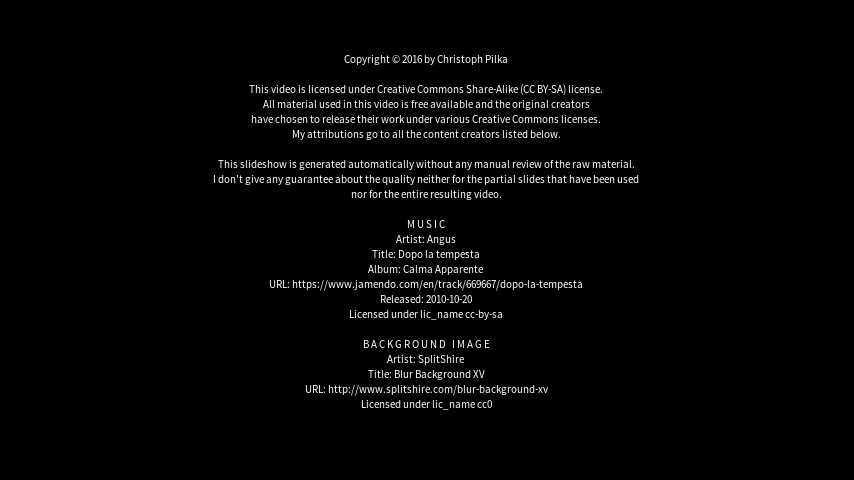 Copyright © 2016 by Christoph Pilka
This video is licensed under Creative Commons Share-Alike (CC BY-SA) license.
All material used in this video is free available and the original creators
have chosen to release their work under various Creative Commons licenses.
My attributions go to all the content creators listed below.
This slideshow is generated automatically without any manual review of the raw material.
I don't give any guarantee about the quality neither for the partial slides that have been used
nor for the entire resulting video.
MUSIC
Artist: Angus
Title: Dopo la tempesta
Album: Calma Apparente
URL: https://www.jamendo.com/en/track/669667/dopo-la-tempesta
Released: 2010-10-20
Licensed under lic_name cc-by-sa
BACKGROUND IMAGE
Artist: SplitShire
Title: Blur Background XV
URL: http://www.splitshire.com/blur-background-xv
Licensed under lic_name cc0